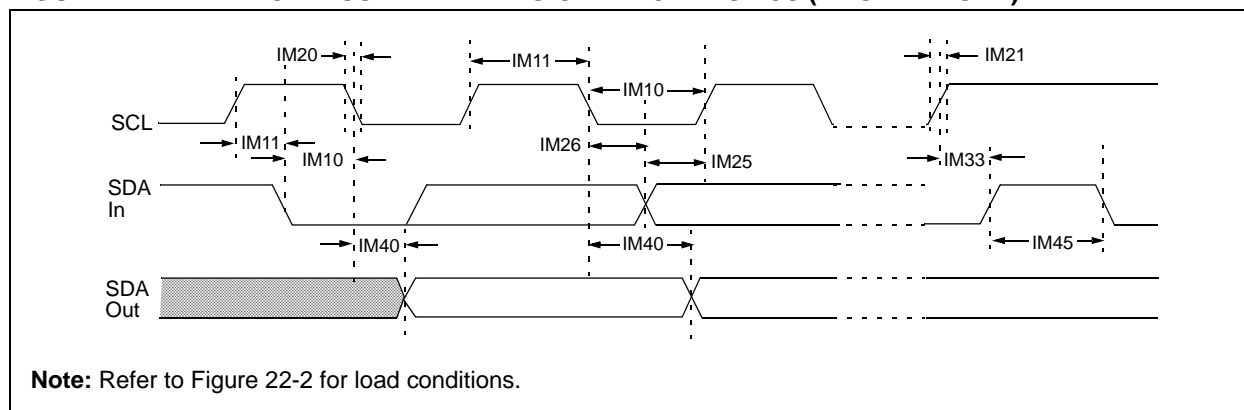 IM20
IM11
IM21
IM10
SCL
IM11
IM10
IM26
IM25
IM33
SDA
In
IM40
IM40
IM45
SDA
Out
Note: Refer to Figure 22-2 for load conditions.